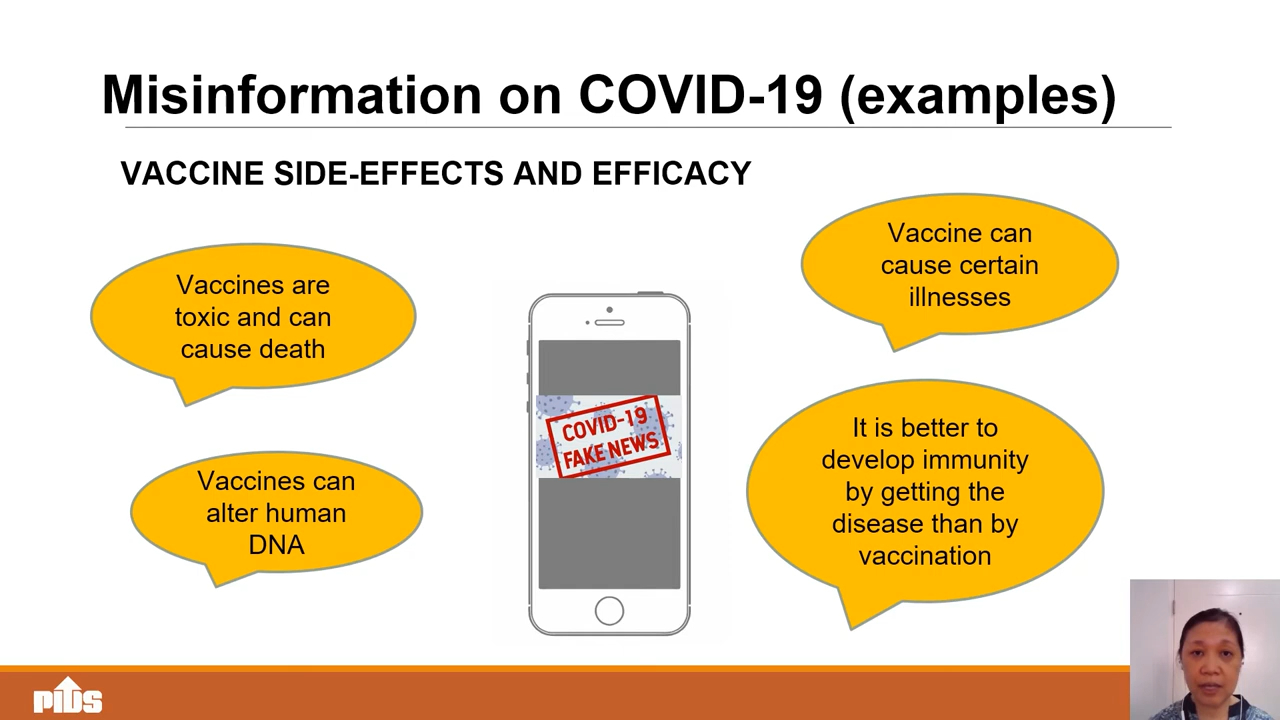 Misinformation on COVID-19 (examples)
VACCINE SIDE-EFFECTS AND EFFICACY
Vaccines are
toxic and can
cause death
Vaccines can
alter human
DNA
COVID-19
FAKE NEWS
Vaccine can
cause certain
illnesses
It is better to
develop immunity
by getting the
disease than by
vaccination
PIDS